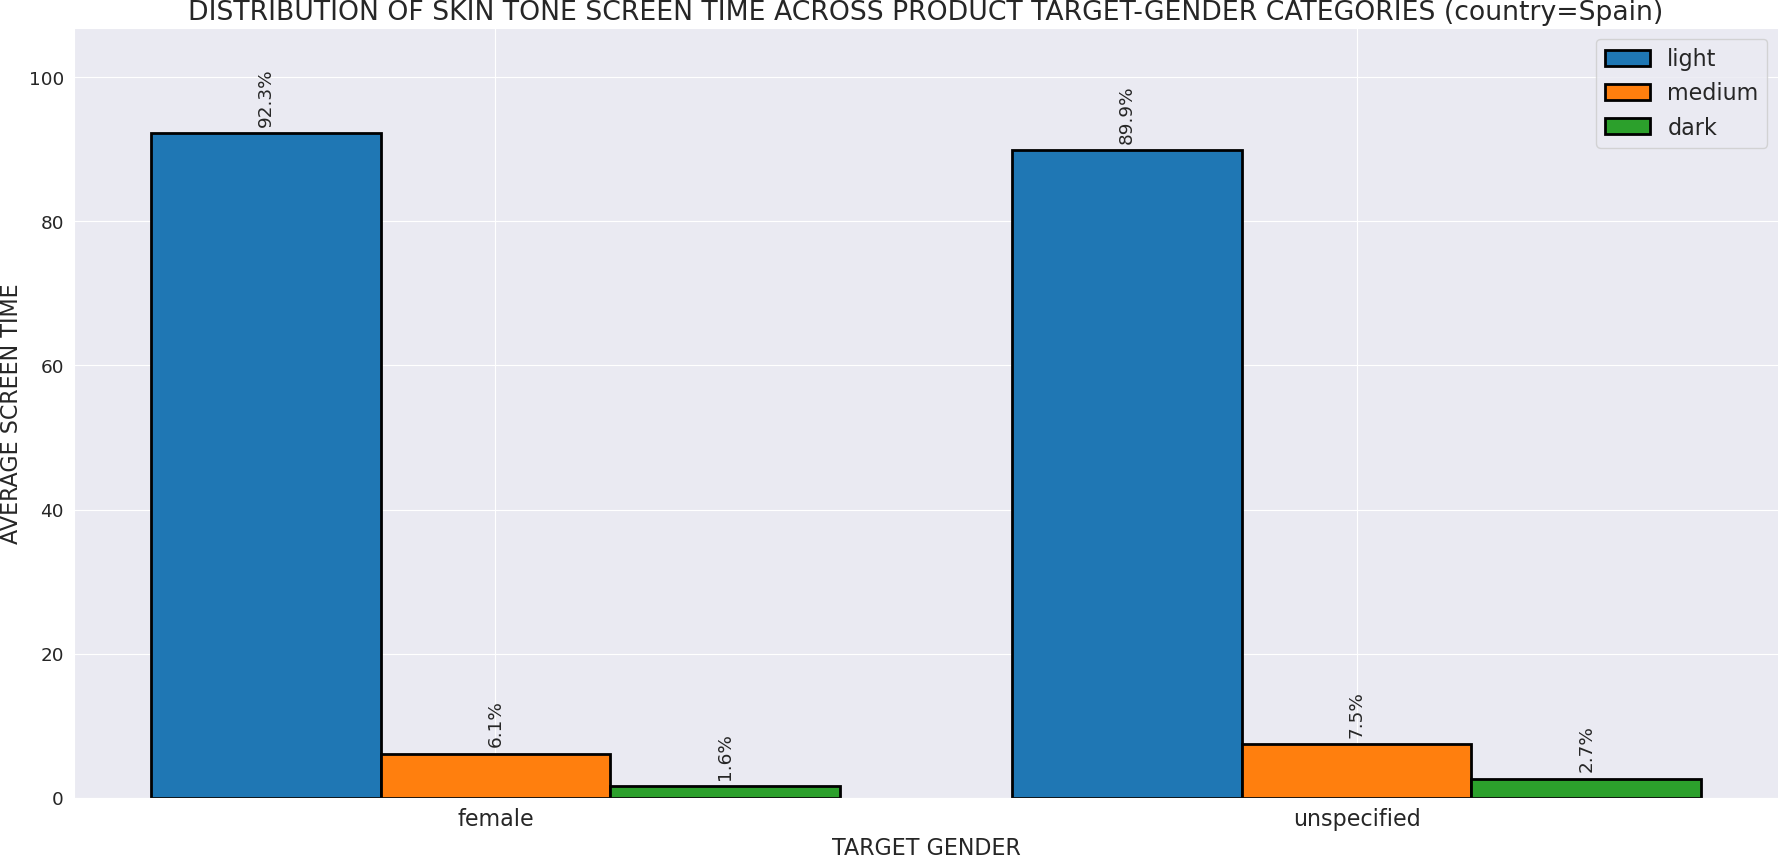 DISTRIBUTION OF SKIN TONE SCREEN TIME ACROSS PRODUCT TARGET-GENDER CATEGORIES (country=Spain)
light
medium
dark
AVERAGE SCREEN TIME
100
80
60
40
20
0
92.3%
6.1%
1.6%
89.9%
7.5%
2.7%
female
unspecified
TARGET GENDER